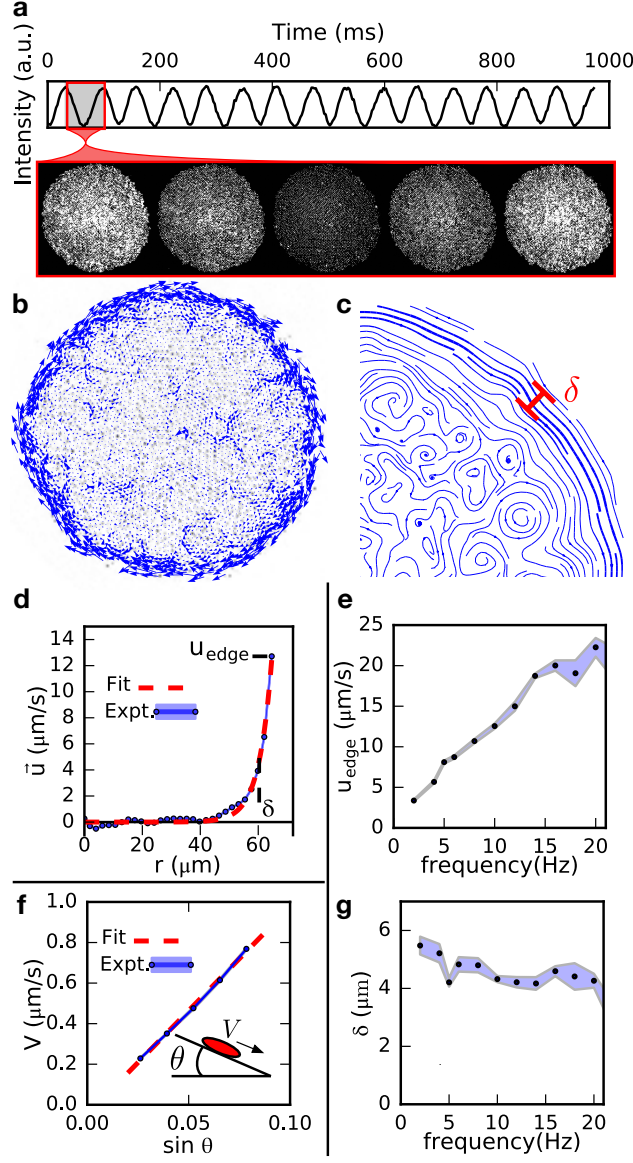 a
Time (ms)
0 200 400 600 800 1000
Intensity (a.u.)
b
c
δ
d
14
12
10
8
6
4
2
0
u⃗ (μm/s)
u_edge
Fit
Expt.
δ
0 20 40 60
r (μm)
e
25
20
15
10
5
0
u_edge (μm/s)
0 5 10 15 20
frequency(Hz)
f
1.0
0.8
0.6
0.4
0.2
0.0
V (μm/s)
Fit
Expt.
V
θ
0.00 0.05 0.10
sin θ
g
6
4
2
0
δ (μm)
0 5 10 15 20
frequency(Hz)